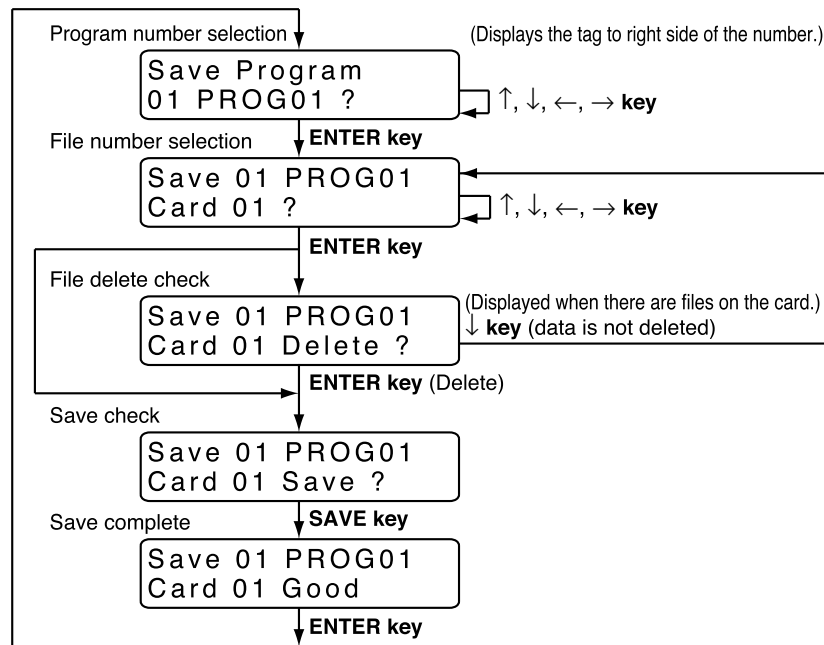 Program number selection
(Displays the tag to right side of the number.)
Save Program
01 PROG01 ?
↑, ↓, ←, → key
ENTER key
File number selection
Save 01 PROG01
Card 01 ?
↑, ↓, ←, → key
ENTER key
File delete check
(Displayed when there are files on the card.)
Save 01 PROG01
Card 01 Delete ?
↓ key (data is not deleted)
ENTER key (Delete)
Save check
Save 01 PROG01
Card 01 Save ?
SAVE key
Save complete
Save 01 PROG01
Card 01 Good
ENTER key